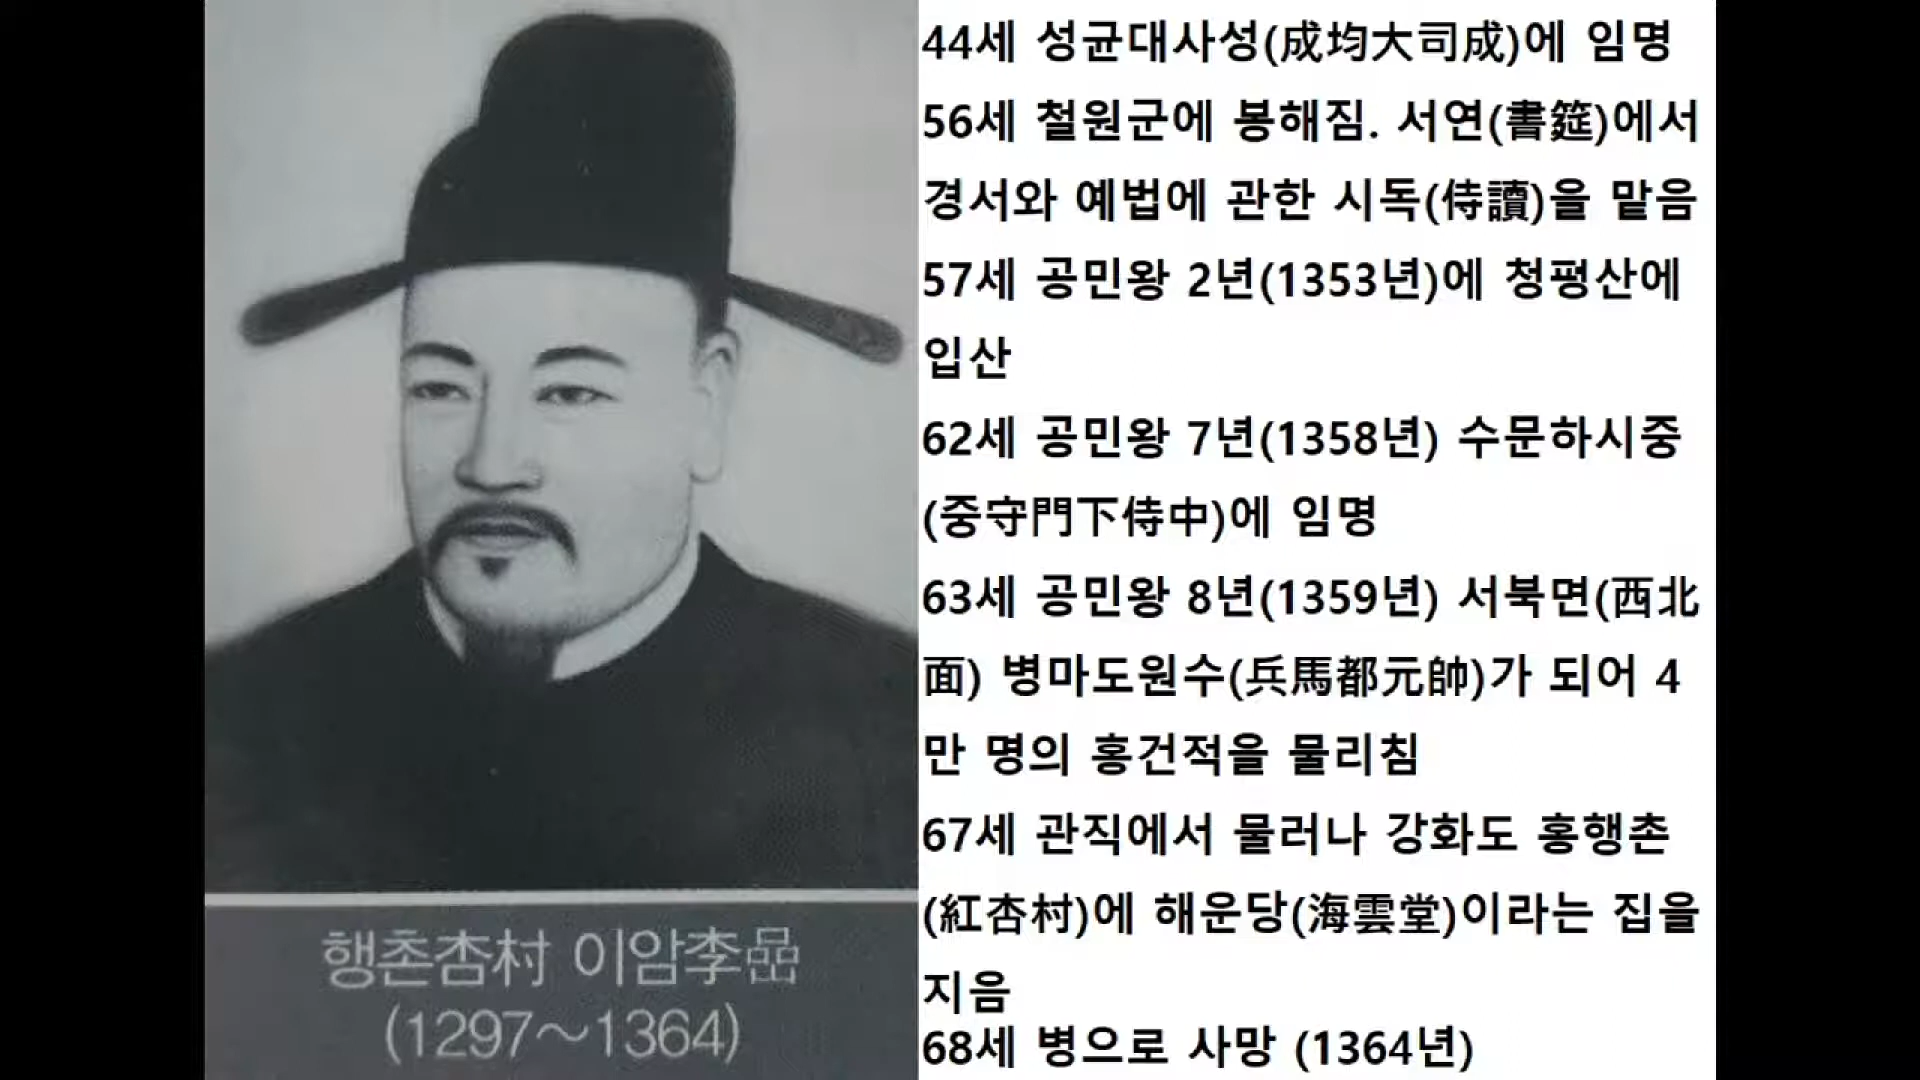 44세 성균대사성(成均大司成)에 임명
56세 철원군에 봉해짐. 서연(書筵)에서
경서와 예법에 관한 시독(侍讀)을 맡음
57세 공민왕 2년(1353년)에 청평산에
입산
62세 공민왕 7년(1358년) 수문하시중
(중守門下侍中)에 임명
63세 공민왕 8년(1359년) 서북면(西北
面) 병마도원수(兵馬都元帥)가 되어 4
만 명의 홍건적을 물리침
67세 관직에서 물러나 강화도 홍행촌
(紅杏村)에 해운당(海雲堂)이라는 집을
지음
68세 병으로 사망 (1364년)
행촌杏村 이암李嵒
(1297~1364)